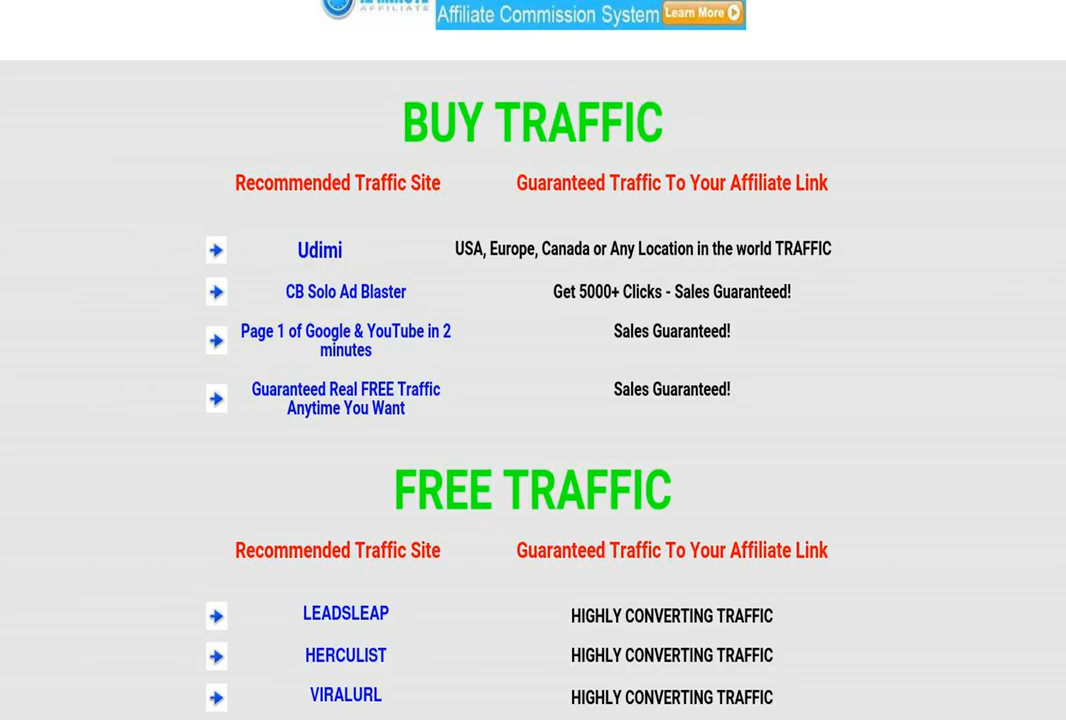 AFFILIATE
Affiliate Commission System Learn More
BUY TRAFFIC
Recommended Traffic Site Guaranteed Traffic To Your Affiliate Link
Udimi USA, Europe, Canada or Any Location in the world TRAFFIC
CB Solo Ad Blaster Get 5000+ Clicks - Sales Guaranteed!
Page 1 of Google & YouTube in 2 Sales Guaranteed!
minutes
Guaranteed Real FREE Traffic Sales Guaranteed!
Anytime You Want
FREE TRAFFIC
Recommended Traffic Site Guaranteed Traffic To Your Affiliate Link
LEADSLEAP HIGHLY CONVERTING TRAFFIC
HERCULIST HIGHLY CONVERTING TRAFFIC
VIRALURL HIGHLY CONVERTING TRAFFIC